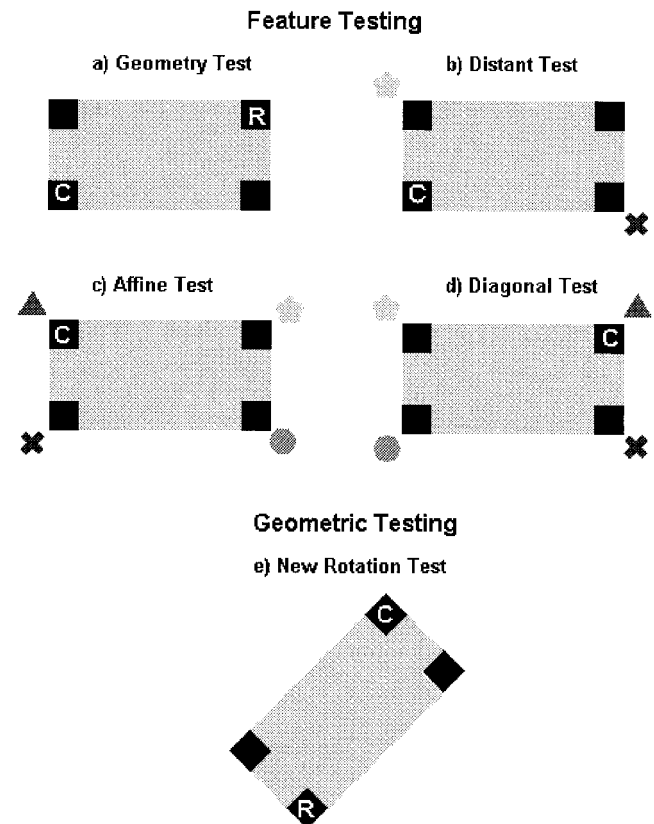 Feature Testing
a) Geometry Test
b) Distant Test
R
C
C
c) Affine Test
d) Diagonal Test
C
C
Geometric Testing
e) New Rotation Test
C
R